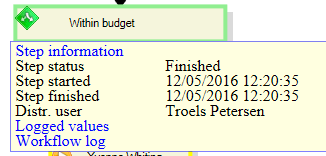 Within budget
Step information
Step status Finished
Step started 12/05/2016 12:20:35
Step finished 12/05/2016 12:20:35
Distr. user Troels Petersen
Logged values
Workflow log